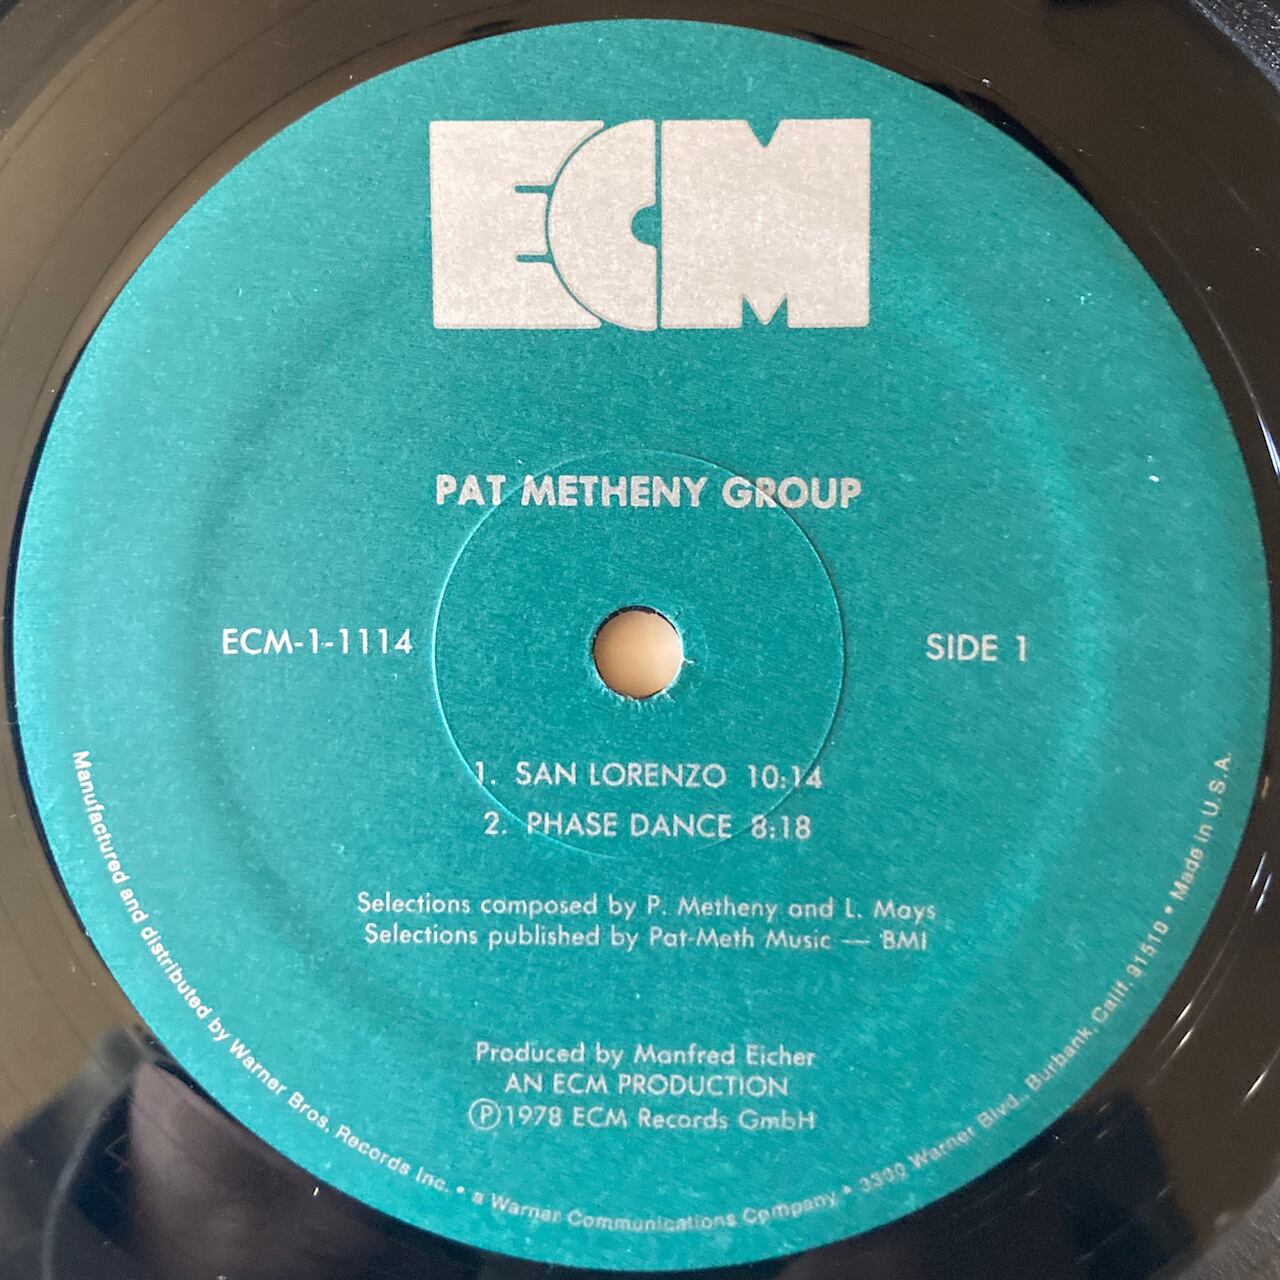 ECM
PAT METHENY GROUP
ECM-1-1114
SIDE 1
1. SAN LORENZO 10:14
2. PHASE DANCE 8:18
Selections composed by P. Metheny and L. Mays
Selections published by Pat-Meth Music — BMI
Produced by Manfred Eicher
AN ECM PRODUCTION
Ⓟ1978 ECM Records GmbH
Manufactured and distributed by Warner Bros. Records Inc. • a Warner Communications Company • 3300 Warner Blvd., Burbank, Calif. 91510 • Made in U.S.A.